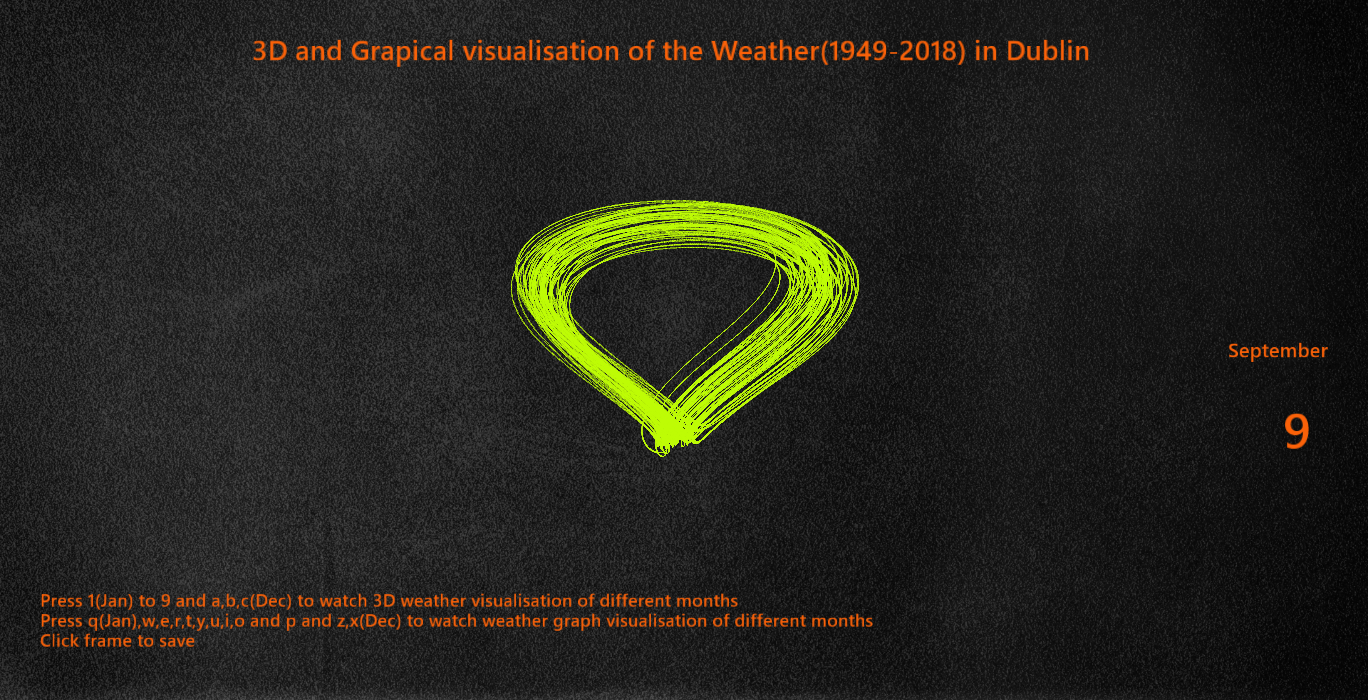 3D and Grapical visualisation of the Weather(1949-2018) in Dublin
September
9
Press 1(Jan) to 9 and a,b,c(Dec) to watch 3D weather visualisation of different months
Press q(Jan),w,e,r,t,y,u,i,o and p and z,x(Dec) to watch weather graph visualisation of different months
Click frame to save